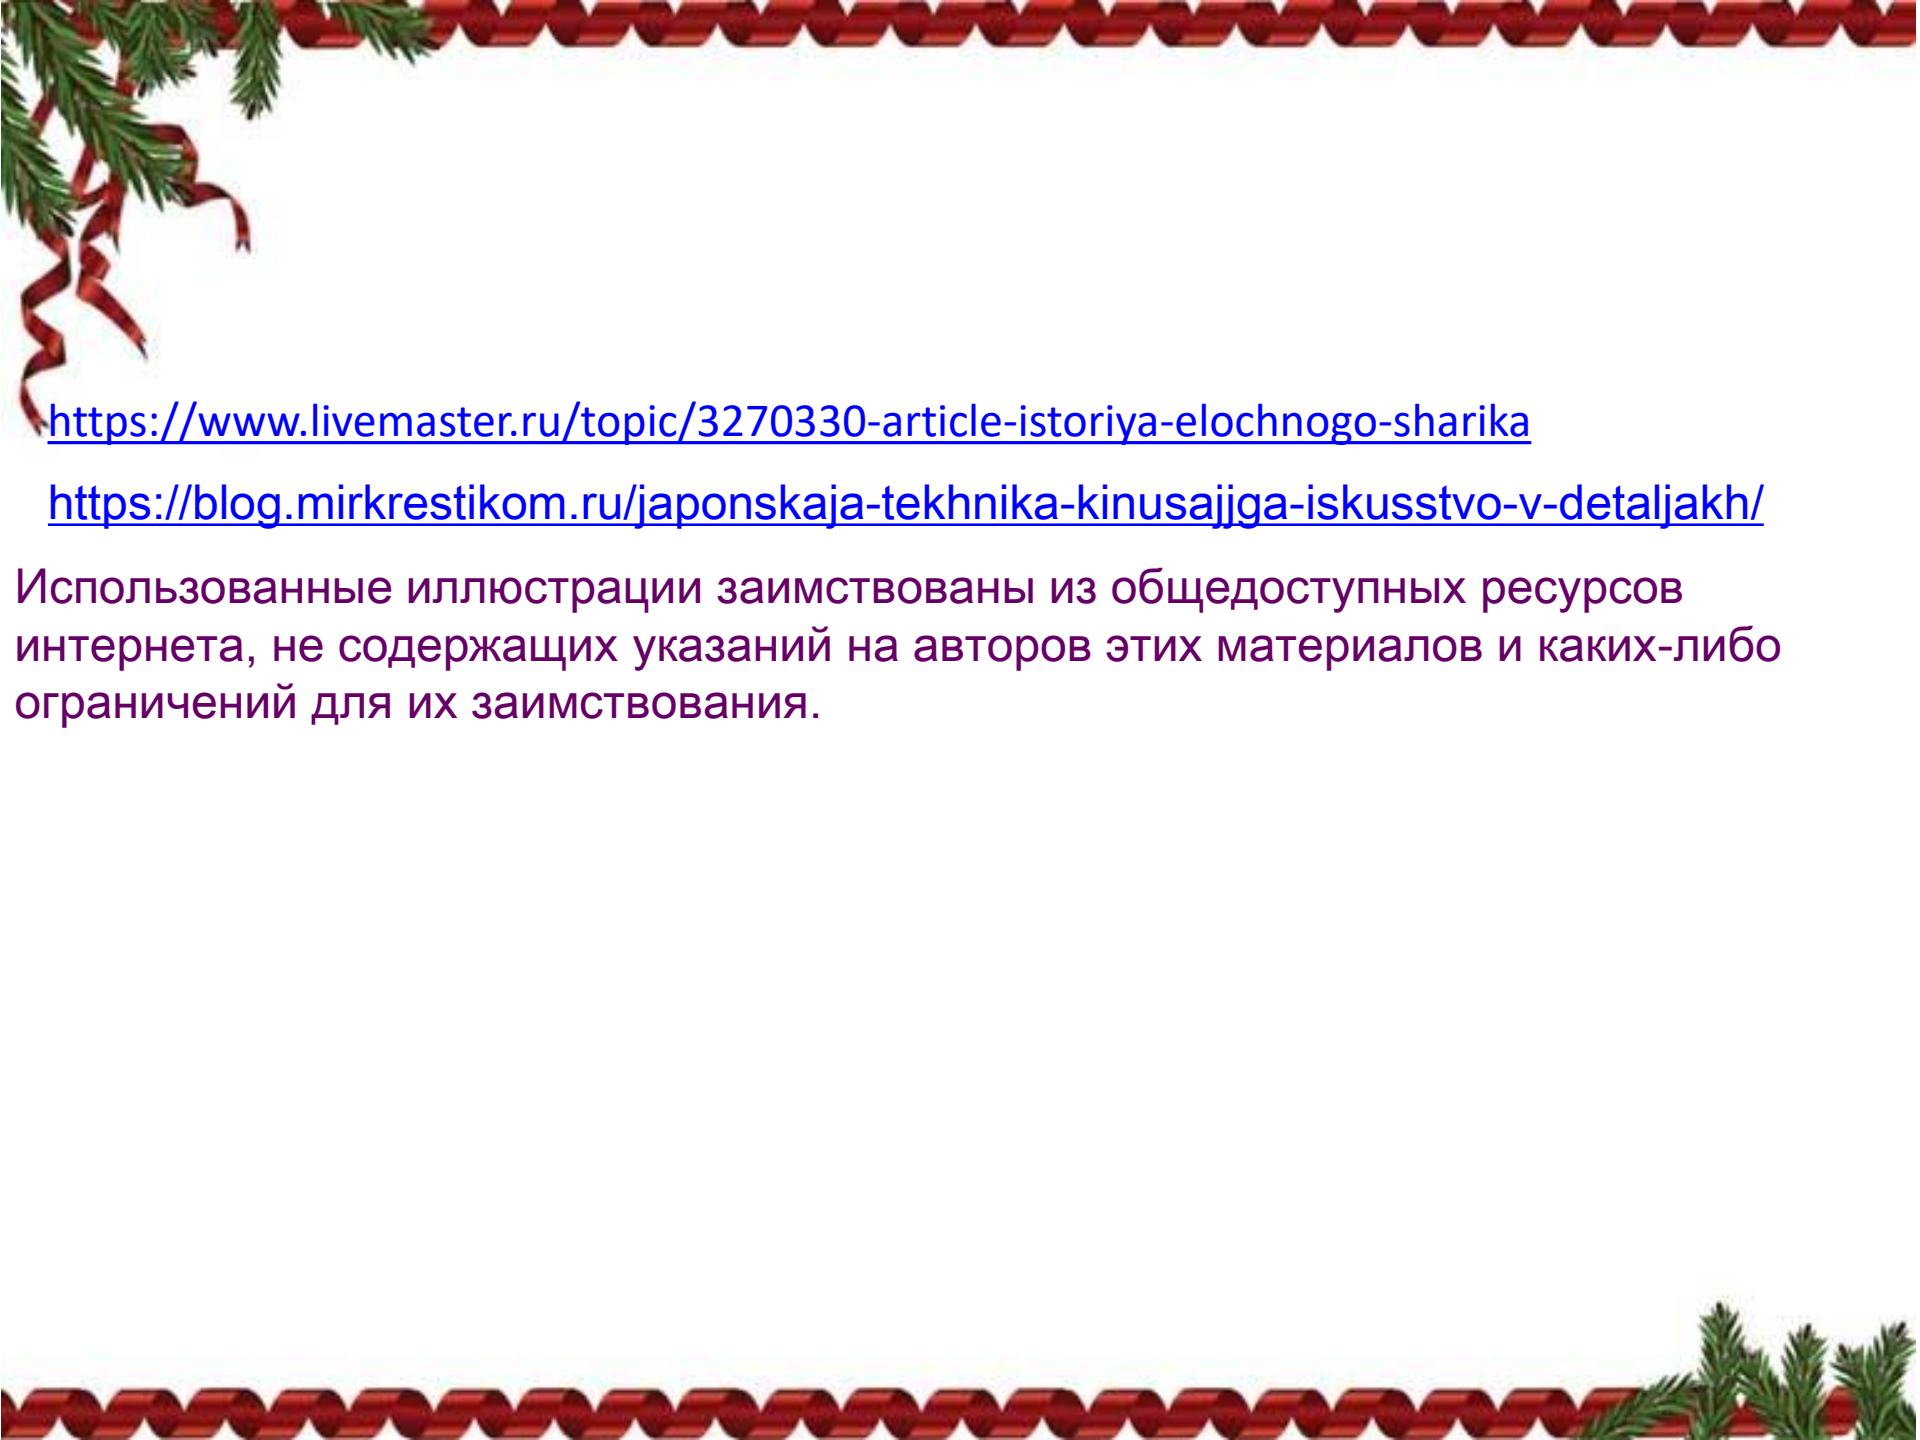 https://www.livemaster.ru/topic/3270330-article-istoriya-elochnogo-sharika
https://blog.mirkrestikom.ru/japonskaja-tekhnika-kinusajjga-iskusstvo-v-detaljakh/
Использованные иллюстрации заимствованы из общедоступных ресурсов
интернета, не содержащих указаний на авторов этих материалов и каких-либо
ограничений для их заимствования.